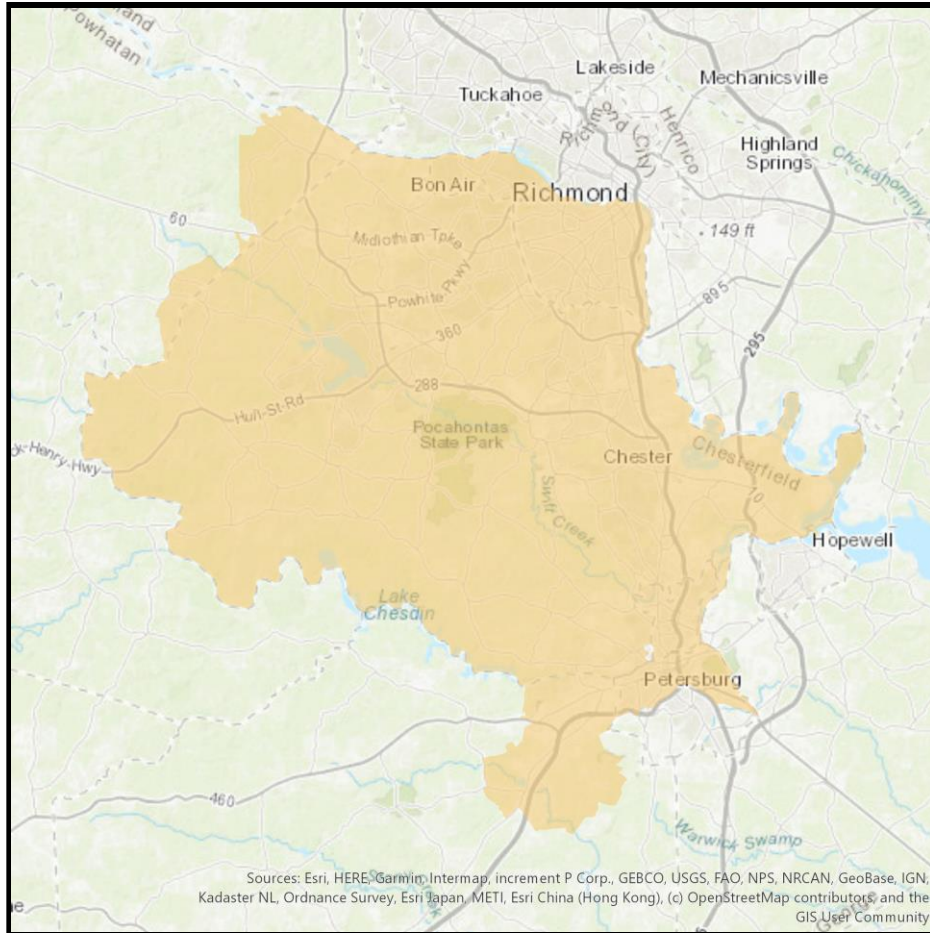 land
Powhatan
Lakeside
Mechanicsville
Tuckahoe
Richmond (City)
Henrico
Highland
Springs
Chickahominy
Bon Air
Richmond
60
149 ft
Midlothian Tpke
Powhite Pkwy
895
360
295
288
Hull-St-Rd
Pocahontas
State Park
Chester
Chesterfield
10
-Henry-Hwy
Swift Creek
Hopewell
Lake
Chesdin
Petersburg
460
Warwick Swamp
Creek
George
Sources: Esri, HERE, Garmin, Intermap, increment P Corp., GEBCO, USGS, FAO, NPS, NRCAN, GeoBase, IGN,
Kadaster NL, Ordnance Survey, Esri Japan, METI, Esri China (Hong Kong), (c) OpenStreetMap contributors, and the
GIS User Community